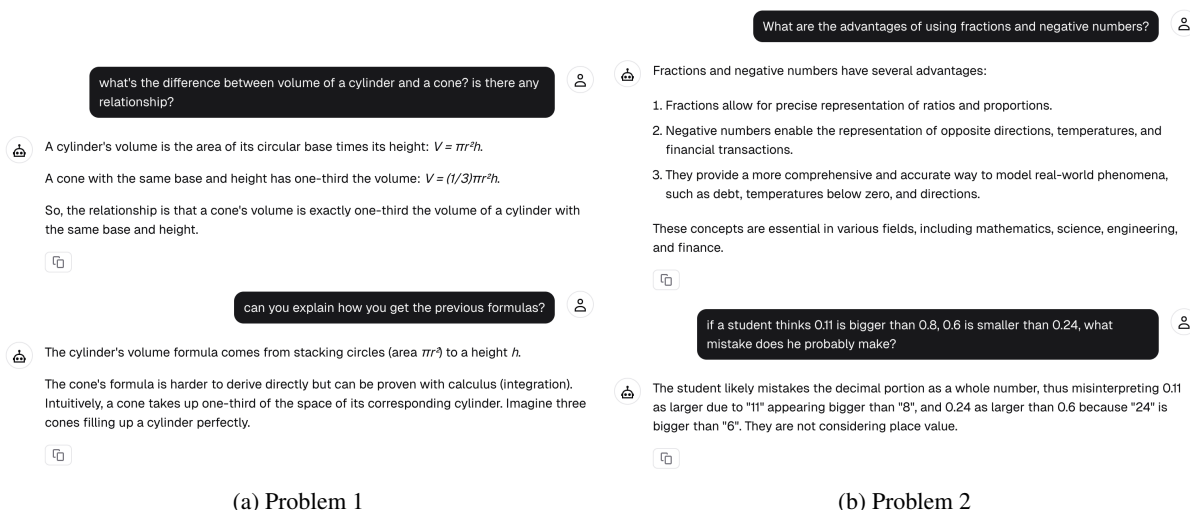 what's the difference between volume of a cylinder and a cone? is there any
relationship?
A cylinder's volume is the area of its circular base times its height: V = πr²h.
A cone with the same base and height has one-third the volume: V = (1/3)πr²h.
So, the relationship is that a cone's volume is exactly one-third the volume of a cylinder with
the same base and height.
can you explain how you get the previous formulas?
The cylinder's volume formula comes from stacking circles (area πr²) to a height h.
The cone's formula is harder to derive directly but can be proven with calculus (integration).
Intuitively, a cone takes up one-third of the space of its corresponding cylinder. Imagine three
cones filling up a cylinder perfectly.
(a) Problem 1
What are the advantages of using fractions and negative numbers?
Fractions and negative numbers have several advantages:
1. Fractions allow for precise representation of ratios and proportions.
2. Negative numbers enable the representation of opposite directions, temperatures, and
financial transactions.
3. They provide a more comprehensive and accurate way to model real-world phenomena,
such as debt, temperatures below zero, and directions.
These concepts are essential in various fields, including mathematics, science, engineering,
and finance.
if a student thinks 0.11 is bigger than 0.8, 0.6 is smaller than 0.24, what
mistake does he probably make?
The student likely mistakes the decimal portion as a whole number, thus misinterpreting 0.11
as larger due to "11" appearing bigger than "8", and 0.24 as larger than 0.6 because "24" is
bigger than "6". They are not considering place value.
(b) Problem 2